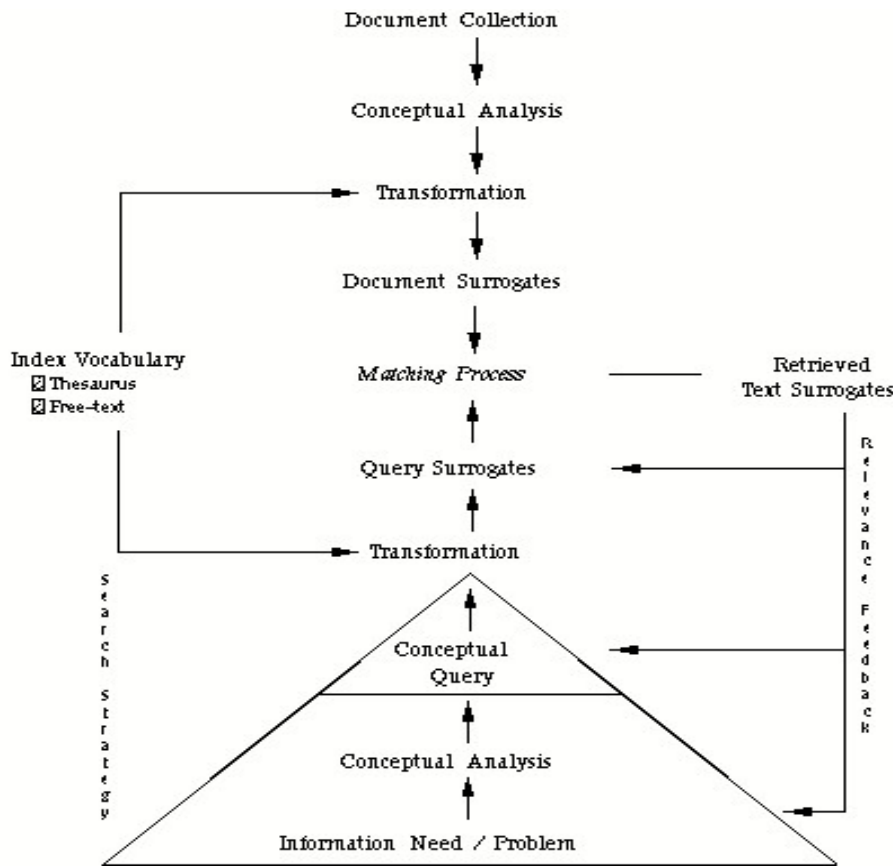 Document Collection
Conceptual Analysis
Transformation
Document Surrogates
Index Vocabulary
Thesaurus
Free-text
Matching Process
Retrieved
Text Surrogates
Query Surrogates
Transformation
Relevance Feedback
Search Strategy
Conceptual
Query
Conceptual Analysis
Information Need / Problem